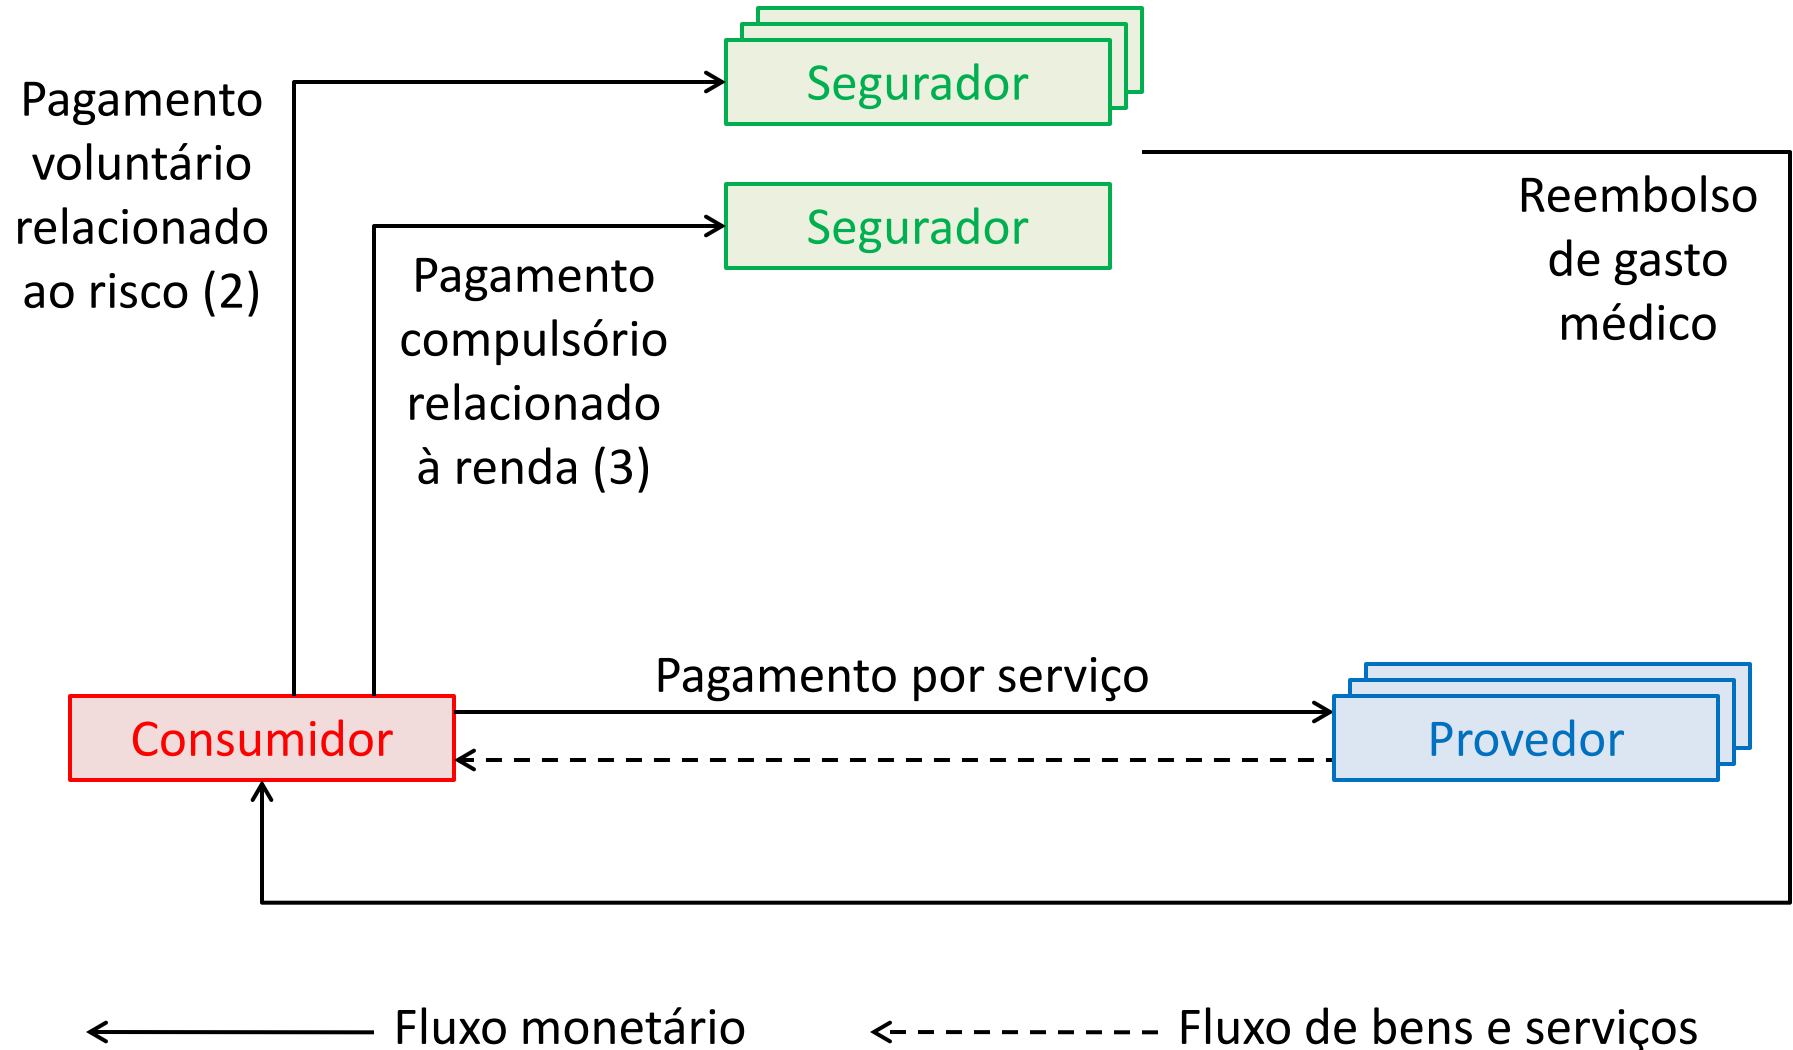 Segurador
Pagamento
voluntário
relacionado
ao risco (2)
Segurador
Reembolso
de gasto
médico
Pagamento
compulsório
relacionado
à renda (3)
Pagamento por serviço
Consumidor
Provedor
Fluxo monetário
Fluxo de bens e serviços